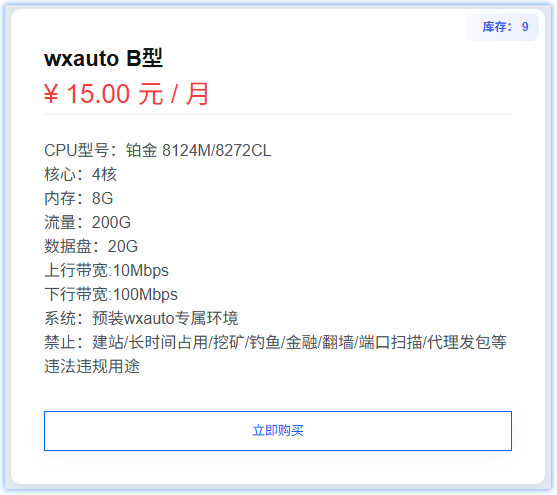 库存： 9
wxauto B型
¥ 15.00 元 / 月
CPU型号：铂金 8124M/8272CL
核心：4核
内存：8G
流量：200G
数据盘：20G
上行带宽:10Mbps
下行带宽:100Mbps
系统：预装wxauto专属环境
禁止：建站/长时间占用/挖矿/钓鱼/金融/翻墙/端口扫描/代理发包等
违法违规用途
立即购买